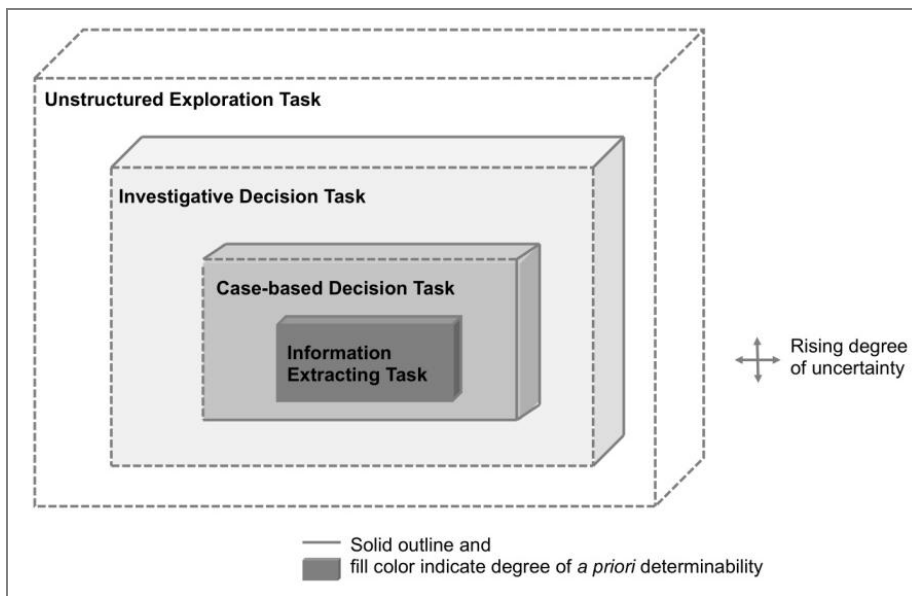 Unstructured Exploration Task
Investigative Decision Task
Case-based Decision Task
Information
Extracting Task
Rising degree
of uncertainty
Solid outline and
fill color indicate degree of a priori determinability